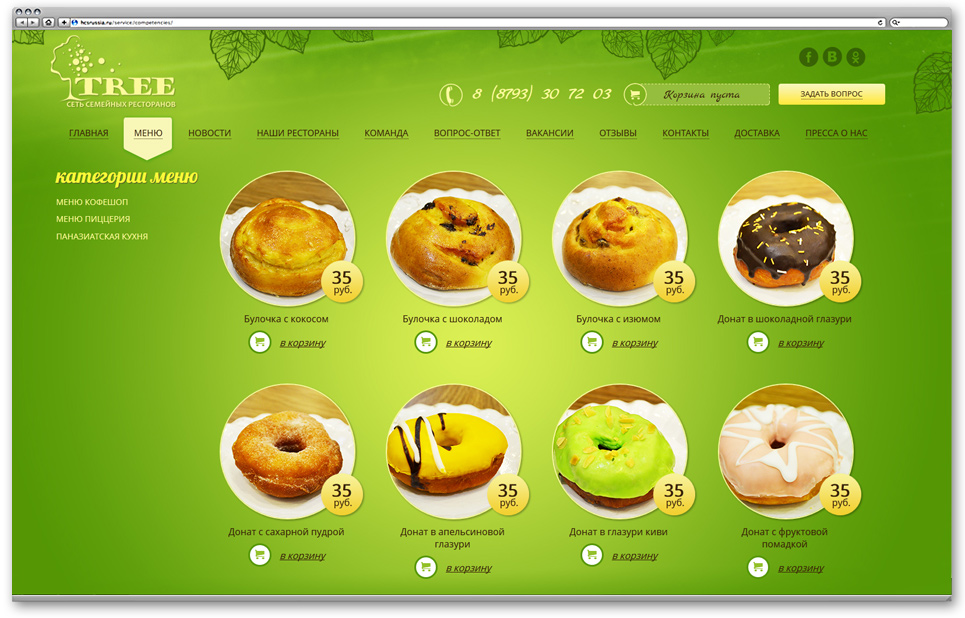 hcsrussia.ru/service/competencies/
TREE
СЕТЬ СЕМЕЙНЫХ РЕСТОРАНОВ
8 (8793) 30 72 03
Корзина пуста
ЗАДАТЬ ВОПРОС
ГЛАВНАЯ МЕНЮ НОВОСТИ НАШИ РЕСТОРАНЫ КОМАНДА ВОПРОС-ОТВЕТ ВАКАНСИИ ОТЗЫВЫ КОНТАКТЫ ДОСТАВКА ПРЕССА О НАС
категории меню
МЕНЮ КОФЕШОП
МЕНЮ ПИЦЦЕРИЯ
ПАНАЗИАТСКАЯ КУХНЯ
35 35 35 35
руб. руб. руб. руб.
Булочка с кокосом Булочка с шоколадом Булочка с изюмом Донат в шоколадной глазури
в корзину в корзину в корзину в корзину
35 35 35 35
руб. руб. руб. руб.
Донат с сахарной пудрой Донат в апельсиновой Донат в глазури киви Донат с фруктовой
глазури помадкой
в корзину в корзину в корзину в корзину